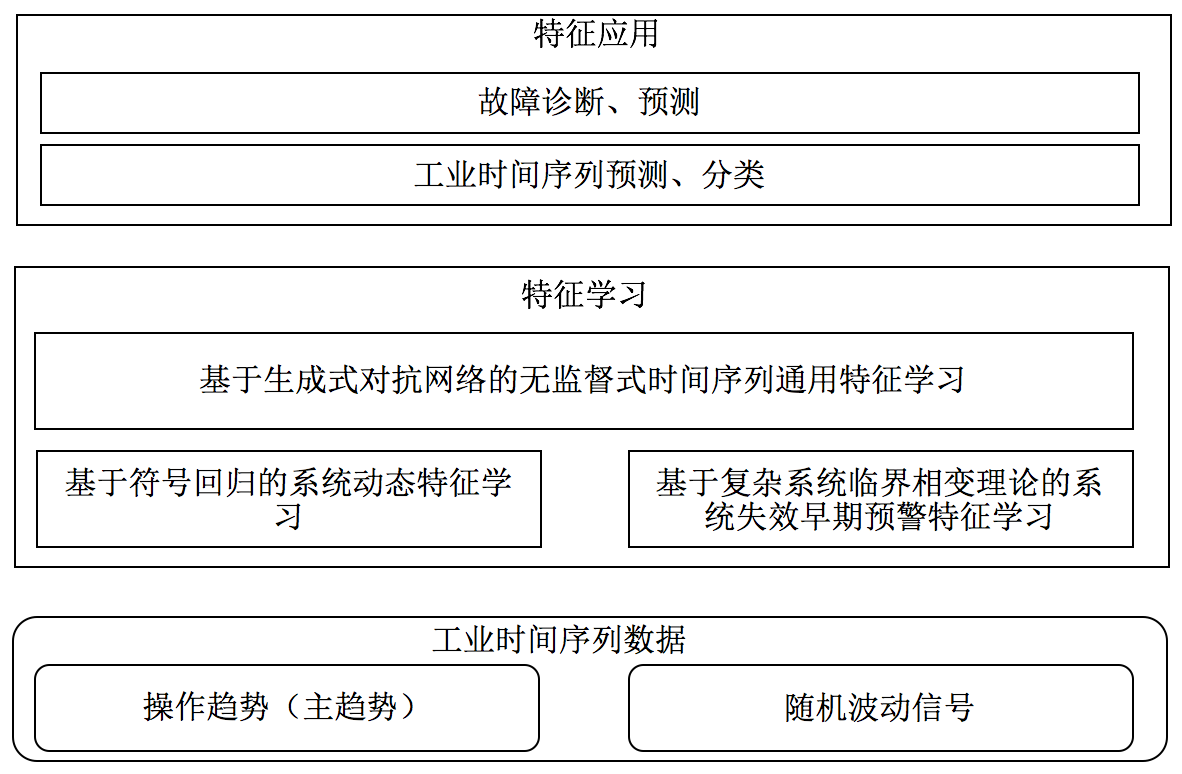 特征应用
故障诊断、预测
工业时间序列预测、分类
特征学习
基于生成式对抗网络的无监督式时间序列通用特征学习
基于符号回归的系统动态特征学
习
基于复杂系统临界相变理论的系
统失效早期预警特征学习
工业时间序列数据
操作趋势（主趋势）
随机波动信号